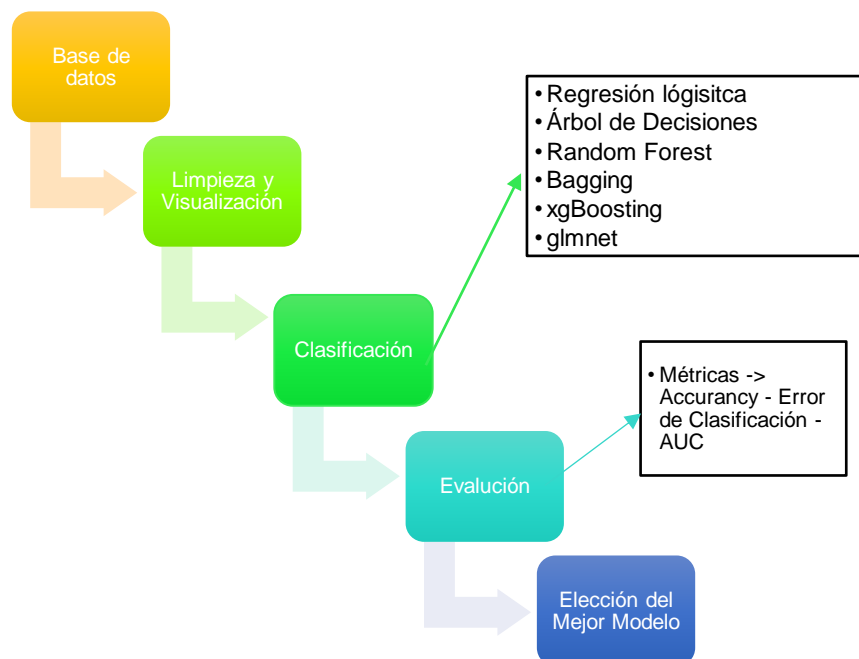 Base de
datos
• Regresión lógisitca
• Árbol de Decisiones
• Random Forest
• Bagging
• xgBoosting
• glmnet
Limpieza y
Visualización
Clasificación
• Métricas ->
Accurancy - Error
de Clasificación -
AUC
Evalución
Elección del
Mejor Modelo